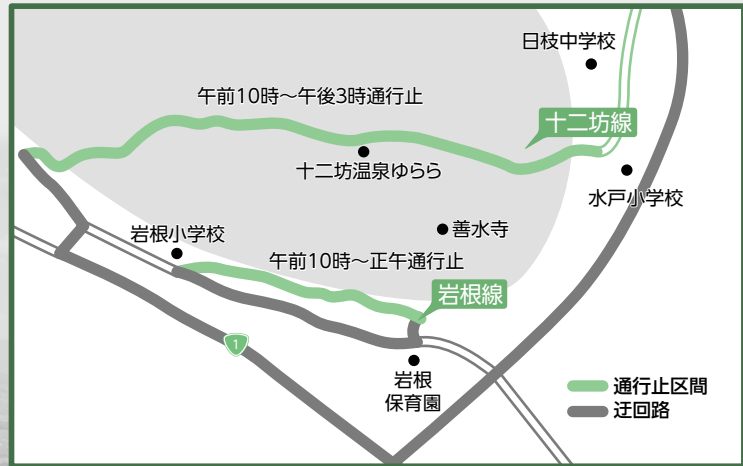 日枝中学校
午前10時～午後3時通行止
十二坊線
十二坊温泉ゆらら
水戸小学校
岩根小学校
善水寺
午前10時～正午通行止
岩根線
1
岩根
保育園
通行止区間
迂回路